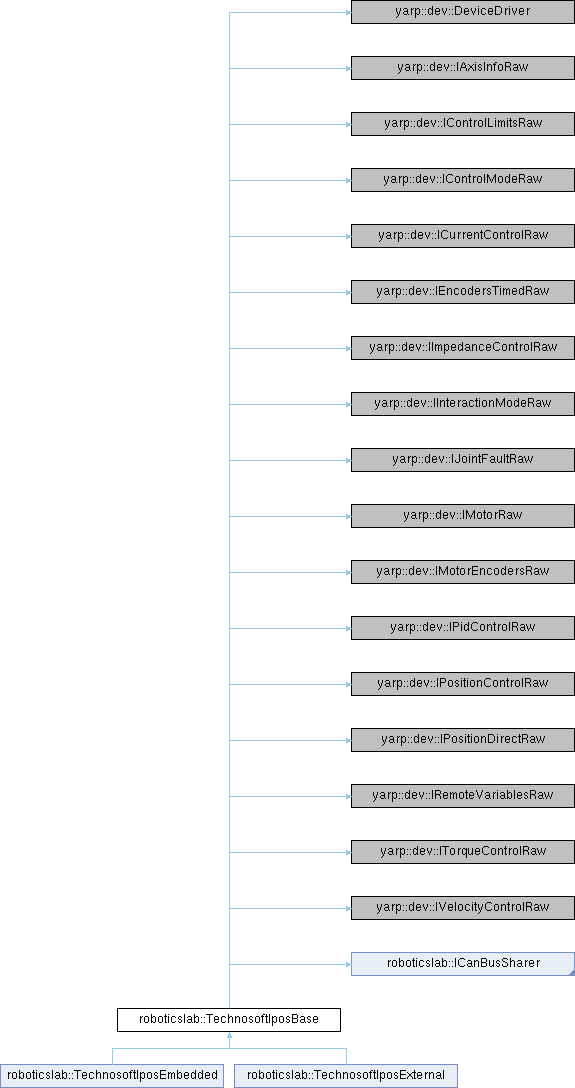 yarp::dev::DeviceDriver
yarp::dev::IAxisInfoRaw
yarp::dev::IControlLimitsRaw
yarp::dev::IControlModeRaw
yarp::dev::ICurrentControlRaw
yarp::dev::IEncodersTimedRaw
yarp::dev::IImpedanceControlRaw
yarp::dev::IInteractionModeRaw
yarp::dev::IJointFaultRaw
yarp::dev::IMotorRaw
yarp::dev::IMotorEncodersRaw
yarp::dev::IPidControlRaw
yarp::dev::IPositionControlRaw
yarp::dev::IPositionDirectRaw
yarp::dev::IRemoteVariablesRaw
yarp::dev::ITorqueControlRaw
yarp::dev::IVelocityControlRaw
roboticslab::ICanBusSharer
roboticslab::TechnosoftIposBase
roboticslab::TechnosoftIposEmbedded
roboticslab::TechnosoftIposExternal